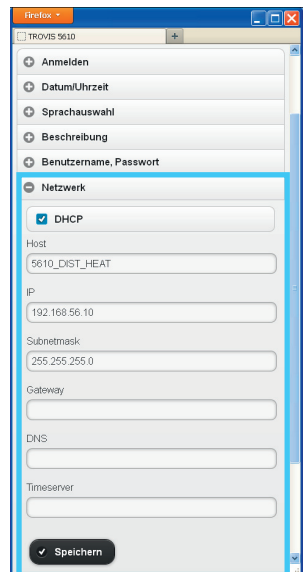 Firefox
TROVIS 5610
Anmelden
Datum/Uhrzeit
Sprachauswahl
Beschreibung
Benutzername, Passwort
Netzwerk
DHCP
Host
5610_DIST_HEAT
IP
192.168.56.10
Subnetmask
255.255.255.0
Gateway
DNS
Timeserver
Speichern